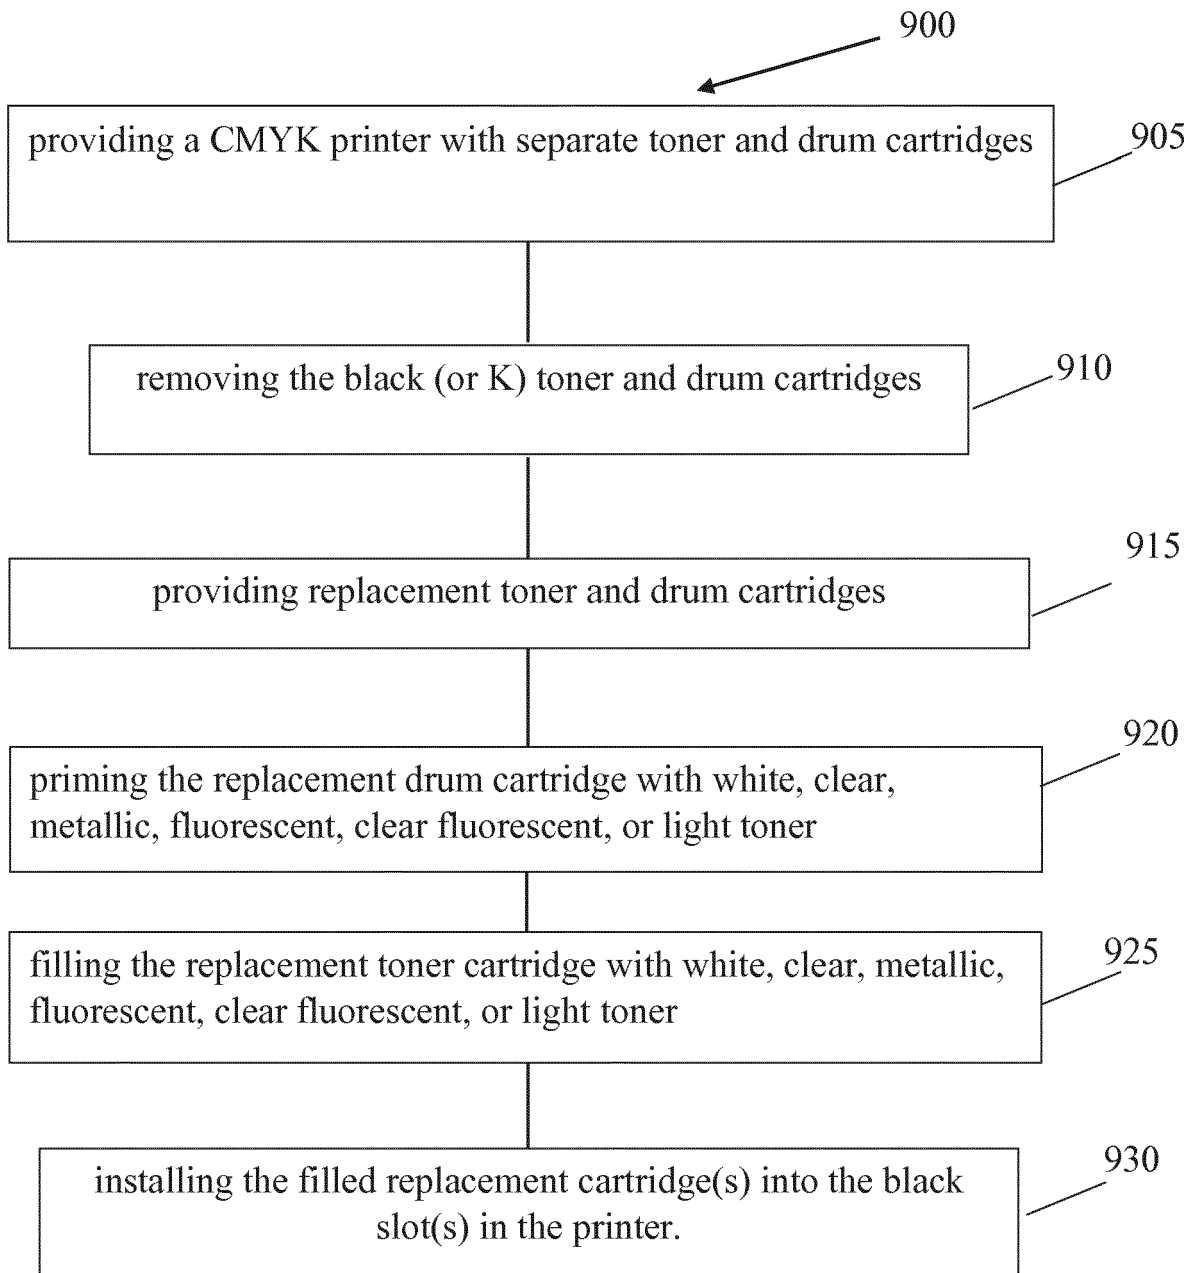 900
providing a CMYK printer with separate toner and drum cartridges
905
removing the black (or K) toner and drum cartridges
910
providing replacement toner and drum cartridges
915
priming the replacement drum cartridge with white, clear,
metallic, fluorescent, clear fluorescent, or light toner
920
filling the replacement toner cartridge with white, clear, metallic,
fluorescent, clear fluorescent, or light toner
925
installing the filled replacement cartridge(s) into the black
slot(s) in the printer.
930